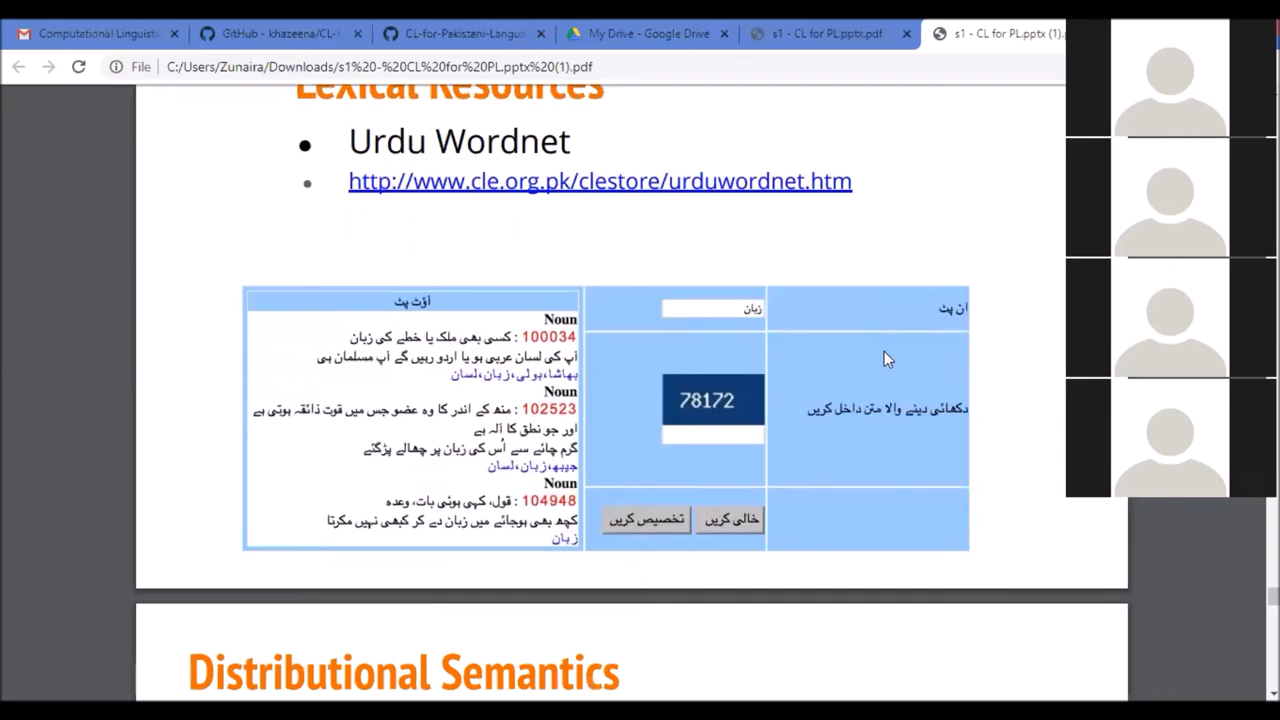 Computational Linguisti
GitHub - khazeena/CL-
CL-for-Pakistani-Langua
My Drive - Google Drive
s1 - CL for PL.pptx.pdf
s1 - CL for PL.pptx (1).p
File
C:/Users/Zunaira/Downloads/s1%20-%20CL%20for%20PL.pptx%20(1).pdf
Lexical Resources
• Urdu Wordnet
• http://www.cle.org.pk/clestore/urduwordnet.htm
ان پٹ
زبان
دکھائی دینے والا متن داخل کریں
78172
خالی کریں
تخصیص کریں
آؤٹ پٹ
Noun
100034 : کسی بھی ملک یا خطے کی زبان
آپ کی لسان عربی ہو یا اردو رہیں گے آپ مسلمان ہی
بھاشا،بولی،زبان،لسان
Noun
102523 : منھ کے اندر کا وہ عضو جس میں قوت ذائقہ ہوتی ہے
اور جو نطق کا آلہ ہے
گرم چائے سے اُس کی زبان پر چھالے پڑگئے
جیبھ،زبان،لسان
Noun
104948 : قول، کہی ہوئی بات، وعدہ
کچھ بھی ہوجائے میں زبان دے کر کبھی نہیں مکرتا
زبان
Distributional Semantics